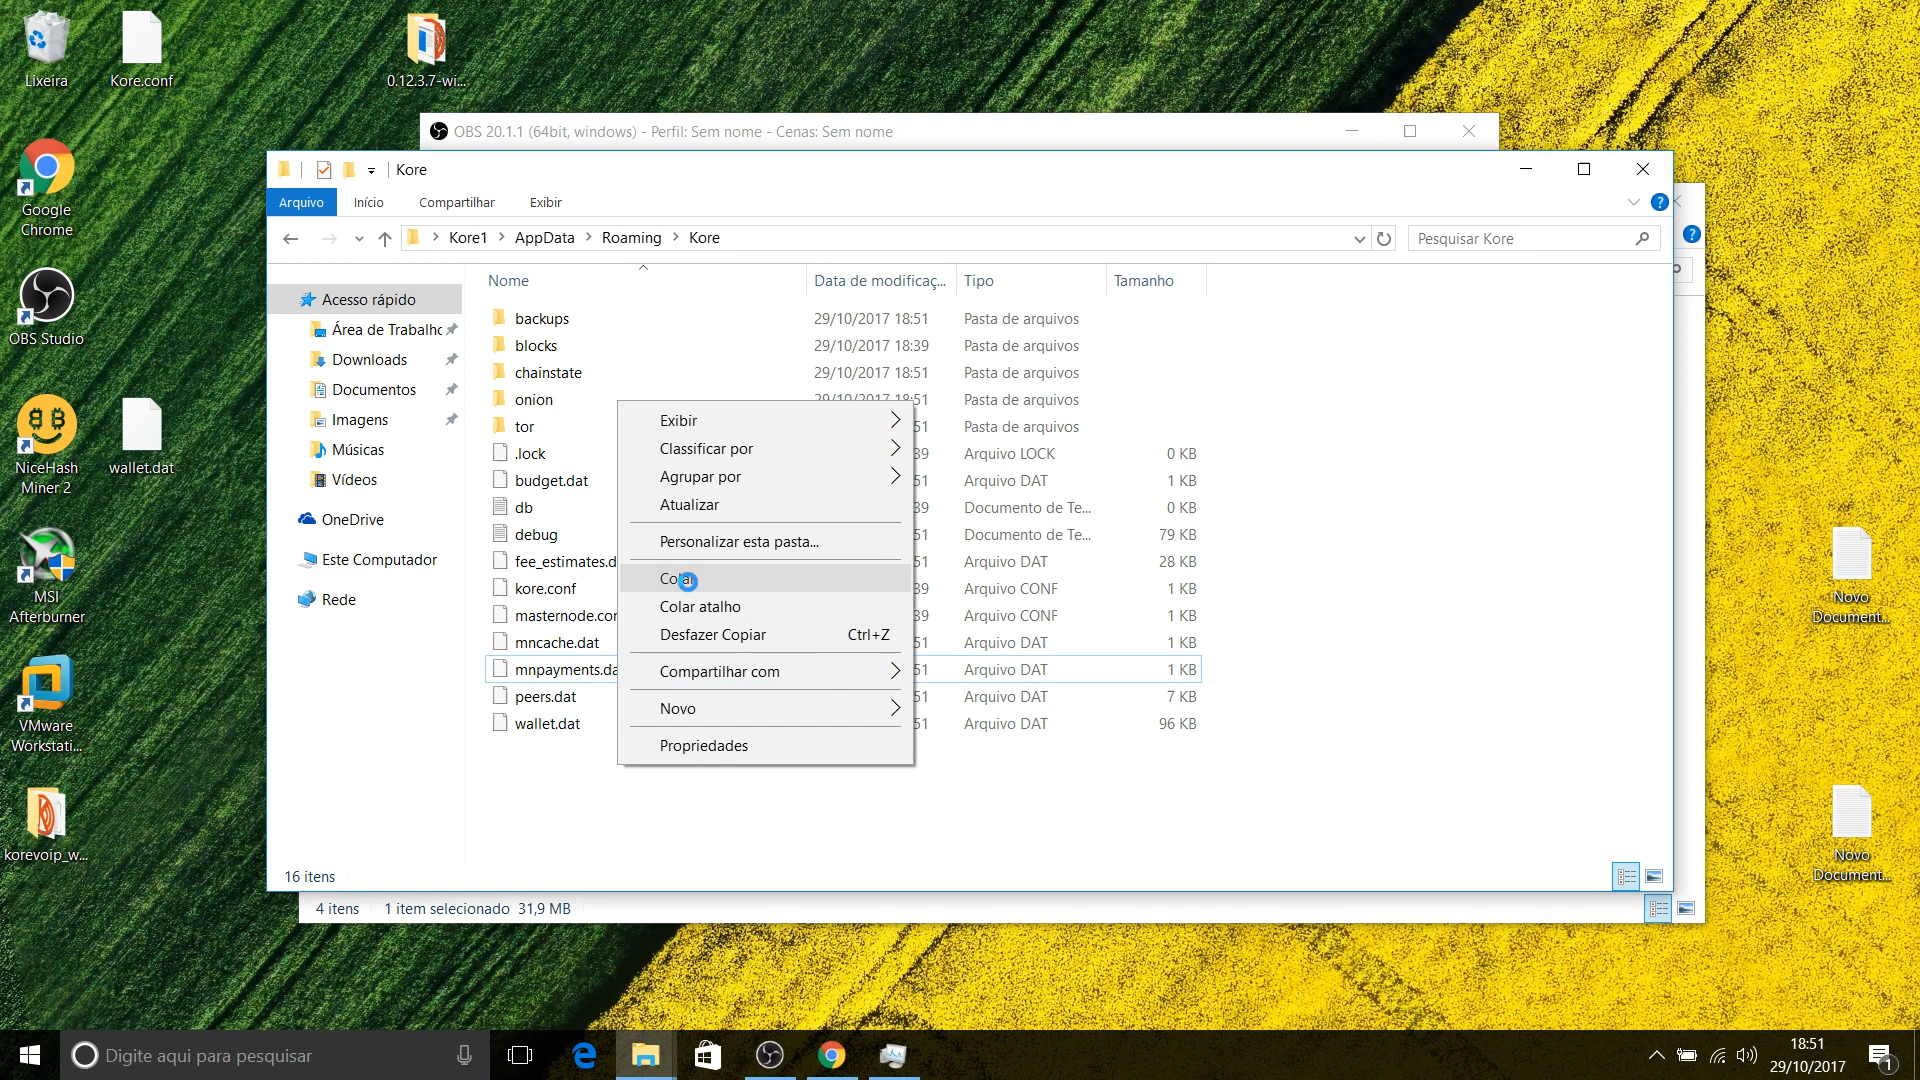 Lixeira
Kore.conf
0.12.3.7-wi...
Google
Chrome
OBS Studio
NiceHash
Miner 2
wallet.dat
MSI
Afterburner
VMware
Workstati...
korevoip_w...
Novo
Document...
Novo
Document...
OBS 20.1.1 (64bit, windows) - Perfil: Sem nome - Cenas: Sem nome
Kore
Arquivo
Início
Compartilhar
Exibir
Kore1 > AppData > Roaming > Kore
Pesquisar Kore
Acesso rápido
Área de Trabalho
Downloads
Documentos
Imagens
Músicas
Vídeos
OneDrive
Este Computador
Rede
Nome Data de modificaç... Tipo Tamanho
backups 29/10/2017 18:51 Pasta de arquivos
blocks 29/10/2017 18:39 Pasta de arquivos
chainstate 29/10/2017 18:51 Pasta de arquivos
onion 29/10/2017 18:51 Pasta de arquivos
tor 51 Pasta de arquivos
.lock 39 Arquivo LOCK 0 KB
budget.dat 51 Arquivo DAT 1 KB
db 39 Documento de Te... 0 KB
debug 51 Documento de Te... 79 KB
fee_estimates.d 51 Arquivo DAT 28 KB
kore.conf 39 Arquivo CONF 1 KB
masternode.con 39 Arquivo CONF 1 KB
mncache.dat 51 Arquivo DAT 1 KB
mnpayments.da 51 Arquivo DAT 1 KB
peers.dat 51 Arquivo DAT 7 KB
wallet.dat 51 Arquivo DAT 96 KB
Exibir
Classificar por
Agrupar por
Atualizar
Personalizar esta pasta...
Colar
Colar atalho
Desfazer Copiar Ctrl+Z
Compartilhar com
Novo
Propriedades
16 itens
4 itens 1 item selecionado 31,9 MB
Digite aqui para pesquisar
18:51
29/10/2017
1